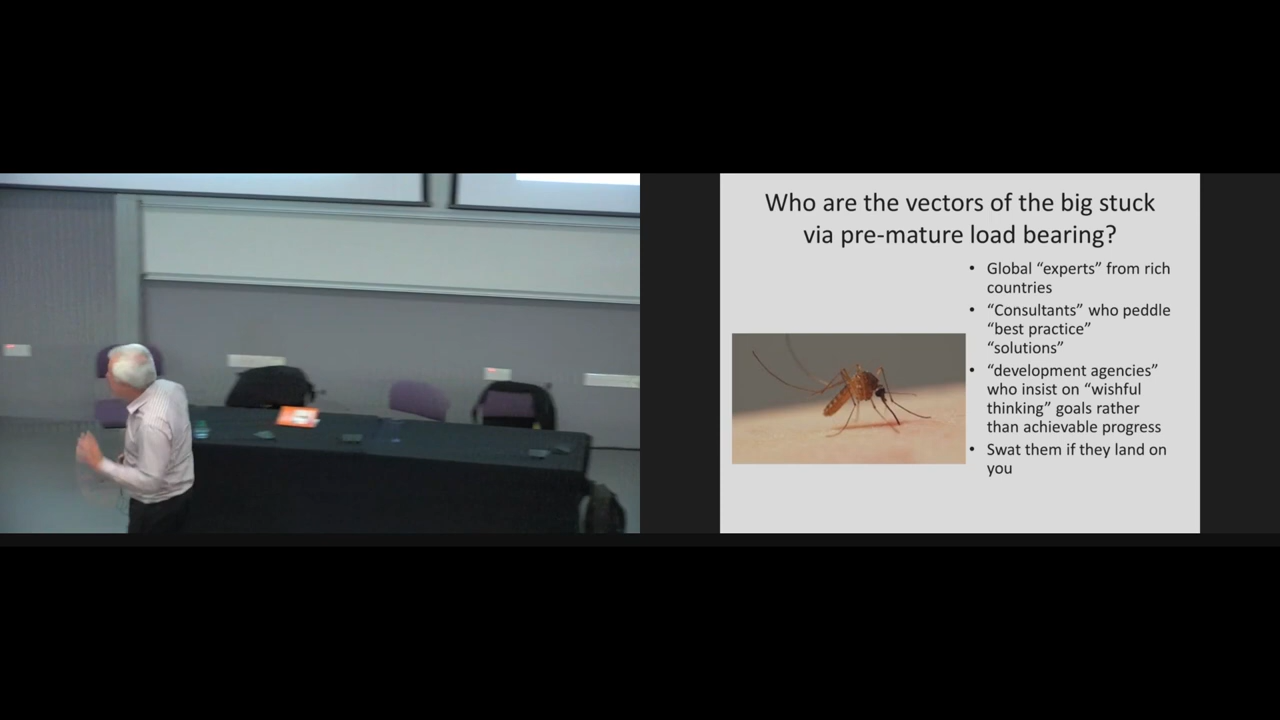 Who are the vectors of the big stuck
via pre-mature load bearing?
• Global “experts” from rich
countries
• “Consultants” who peddle
“best practice”
“solutions”
• “development agencies”
who insist on “wishful
thinking” goals rather
than achievable progress
• Swat them if they land on
you